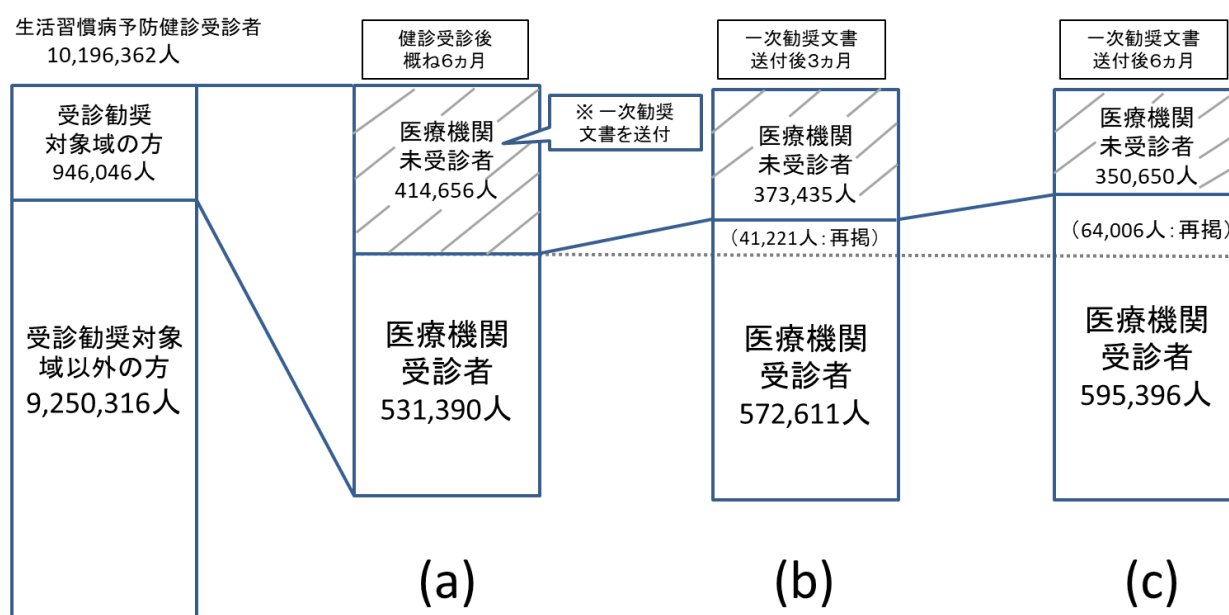 生活習慣病予防健診受診者
10,196,362人
受診勧奨
対象域の方
946,046人
受診勧奨対象
域以外の方
9,250,316人
健診受診後
概ね6ヵ月
医療機関
未受診者
414,656人
※ 一次勧奨
文書を送付
医療機関
受診者
531,390人
(a)
一次勧奨文書
送付後3ヵ月
医療機関
未受診者
373,435人
（41,221人：再掲）
医療機関
受診者
572,611人
(b)
一次勧奨文書
送付後6ヵ月
医療機関
未受診者
350,650人
（64,006人：再掲）
医療機関
受診者
595,396人
(c)